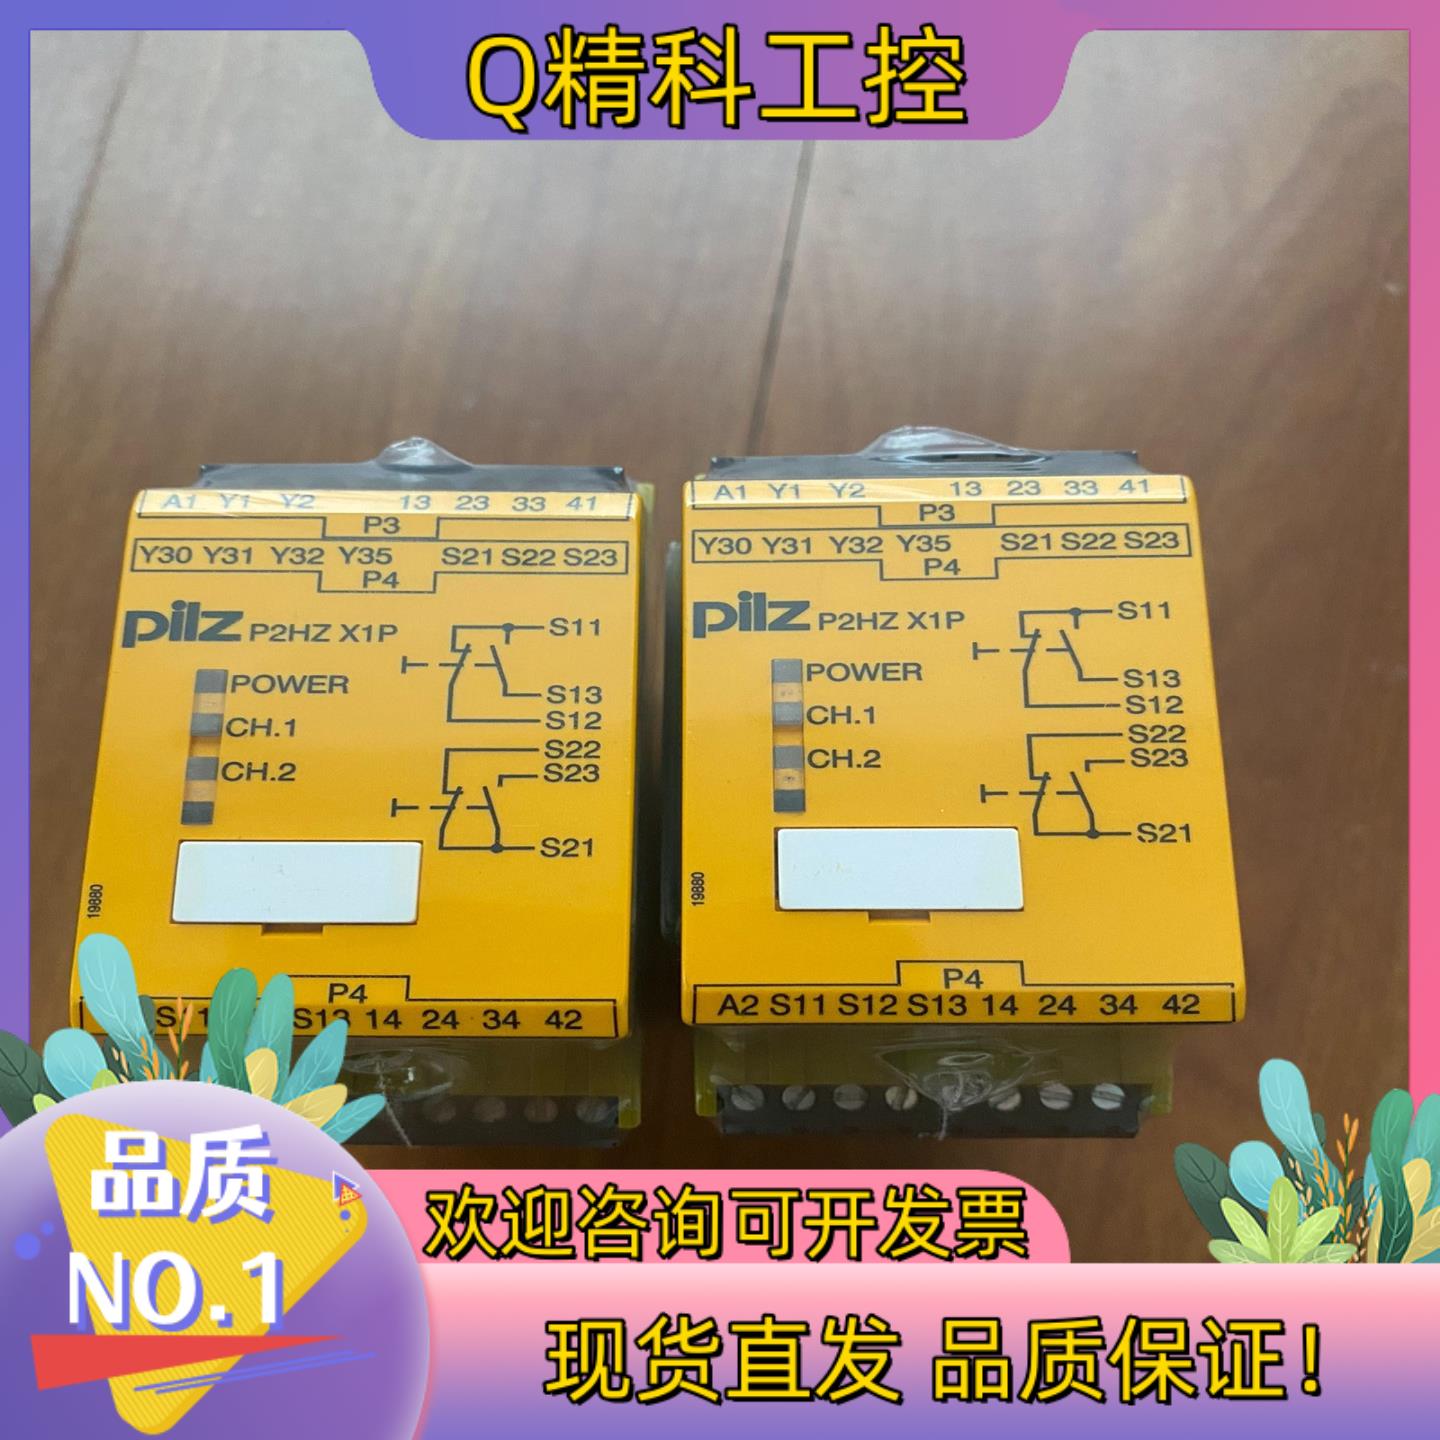 Q精科工控
A1 Y1 Y2 13 23 33 41
P3
Y30 Y31 Y32 Y35 S21 S22 S23
P4
pilz P2HZ X1P
S11
POWER
S13
CH.1
S12
S22
CH.2
S23
S21
19880
P4
S13 14 24 34 42
A1 Y1 Y2 13 23 33 41
P3
Y30 Y31 Y32 Y35 S21 S22 S23
P4
pilz P2HZ X1P
S11
POWER
S13
CH.1
S12
S22
CH.2
S23
S21
19880
P4
A2 S11 S12 S13 14 24 34 42
品质
NO.1
欢迎咨询可开发票
现货直发 品质保证！